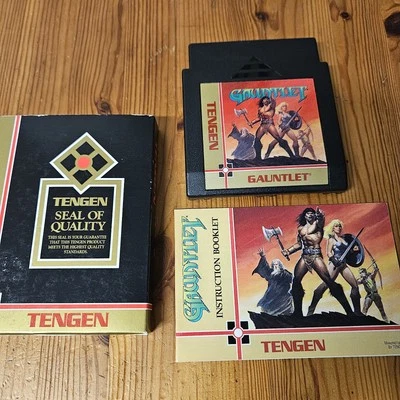 TENGEN
SEAL OF
QUALITY
THIS SEAL IS YOUR GUARANTEE
THAT THIS TENGEN PRODUCT
MEETS THE HIGHEST QUALITY
STANDARDS.
TENGEN
GAUNTLET
TENGEN
GAUNTLET
GAUNTLET
INSTRUCTION BOOKLET
TENGEN